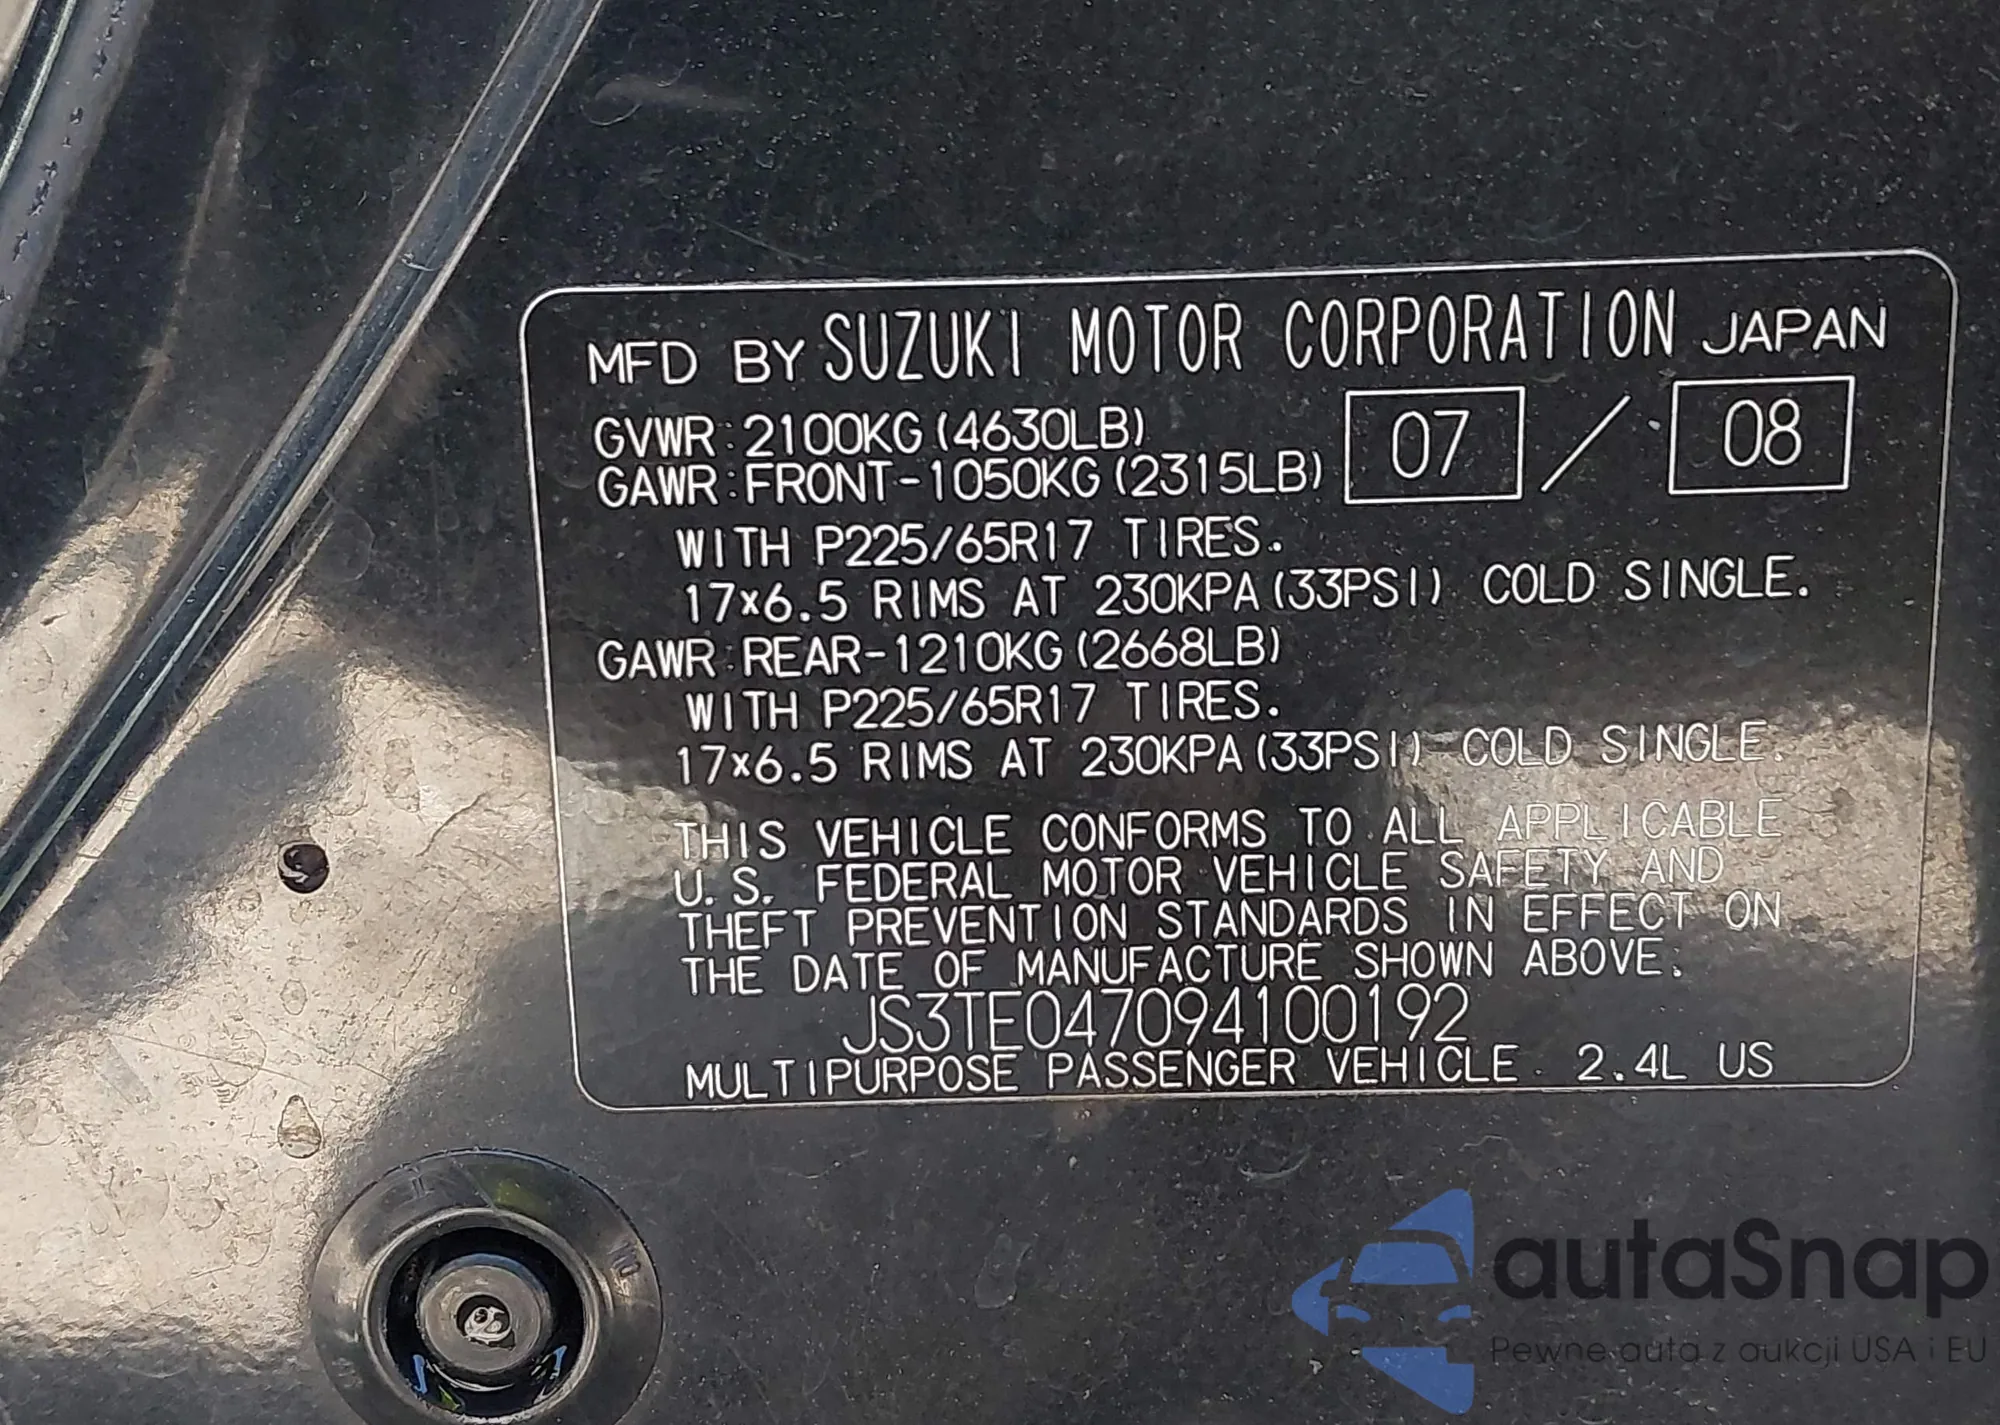 MFD BY SUZUKI MOTOR CORPORATION JAPAN
GVWR:2100KG(4630LB)
07 / 08
GAWR:FRONT-1050KG(2315LB)
WITH P225/65R17 TIRES.
17×6.5 RIMS AT 230KPA(33PSI) COLD SINGLE.
GAWR:REAR-1210KG(2668LB)
WITH P225/65R17 TIRES.
17×6.5 RIMS AT 230KPA(33PSI) COLD SINGLE.
THIS VEHICLE CONFORMS TO ALL APPLICABLE
U.S. FEDERAL MOTOR VEHICLE SAFETY AND
THEFT PREVENTION STANDARDS IN EFFECT ON
THE DATE OF MANUFACTURE SHOWN ABOVE.
JS3TE047094100192
MULTIPURPOSE PASSENGER VEHICLE 2.4L US
autaSnap
Pewne auta z aukcji USA i EU